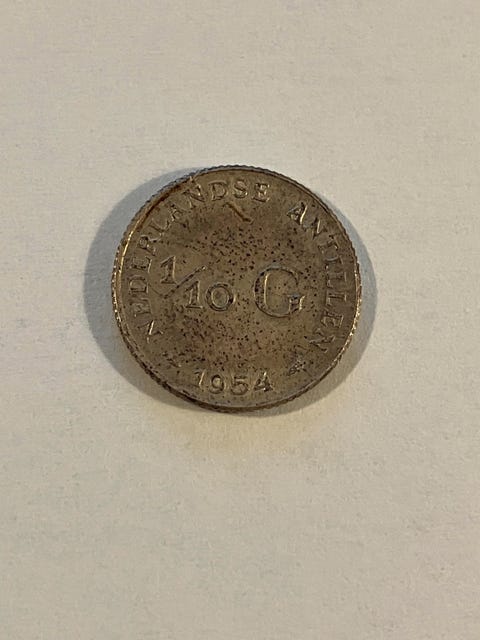 NEDERLANDSE ANTILLEN
1/10 G
1954